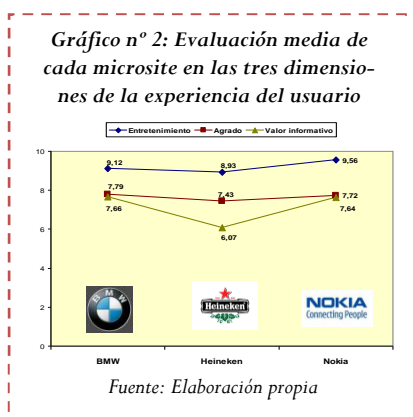 Gráfico nº 2: Evaluación media de
cada microsite en las tres dimensio-
nes de la experiencia del usuario
Entretenimiento Agrado Valor informativo
10
9,12 8,93 9,56
8
7,79 7,43 7,72
7,66 6,07 7,64
6
4
2
BMW Heineken NOKIA
Connecting People
0
BMW Heineken Nokia
Fuente: Elaboración propia